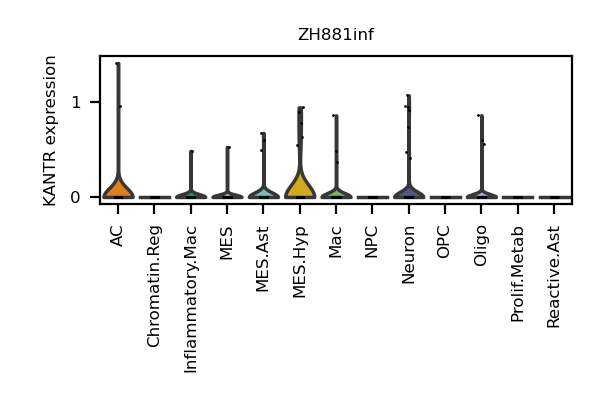 ZH881inf
KANTR expression
1
0
AC
Chromatin.Reg
Inflammatory.Mac
MES
MES.Ast
MES.Hyp
Mac
NPC
Neuron
OPC
Oligo
Prolif.Metab
Reactive.Ast